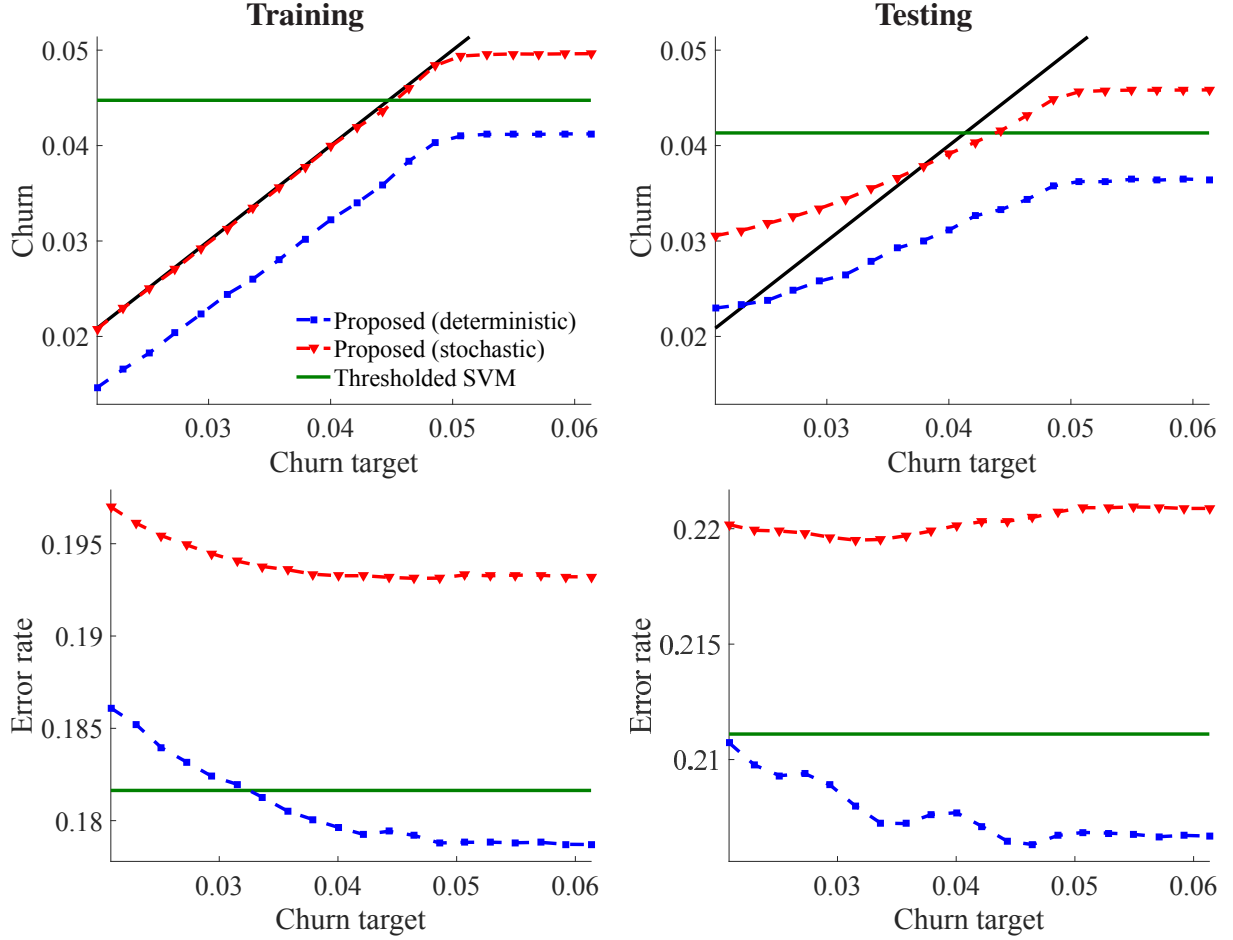 Training
Testing
0.05
0.04
0.03
0.02
Churn
Proposed (deterministic)
Proposed (stochastic)
Thresholded SVM
0.03 0.04 0.05 0.06
Churn target
0.05
0.04
0.03
0.02
Churn
0.03 0.04 0.05 0.06
Churn target
0.195
0.19
0.185
0.18
Error rate
0.03 0.04 0.05 0.06
Churn target
0.22
0.215
0.21
Error rate
0.03 0.04 0.05 0.06
Churn target